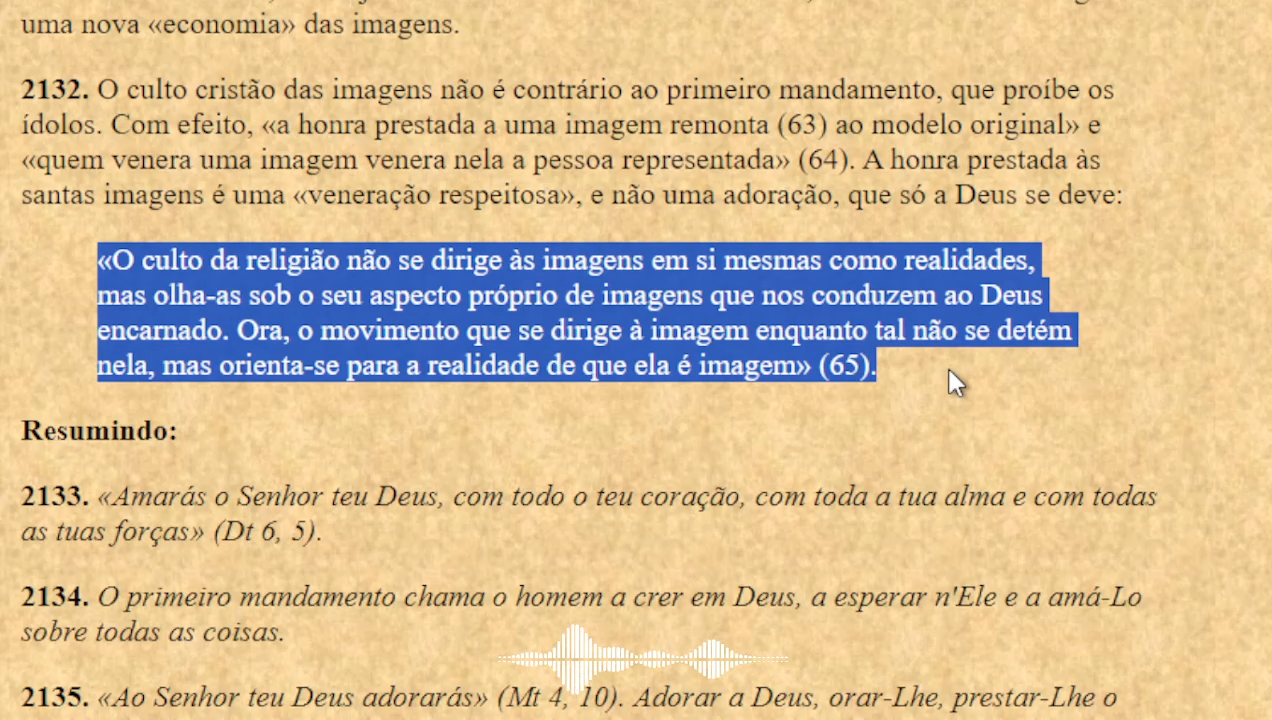 uma nova «economia» das imagens.
2132. O culto cristão das imagens não é contrário ao primeiro mandamento, que proíbe os
ídolos. Com efeito, «a honra prestada a uma imagem remonta (63) ao modelo original» e
«quem venera uma imagem venera nela a pessoa representada» (64). A honra prestada às
santas imagens é uma «veneração respeitosa», e não uma adoração, que só a Deus se deve:
«O culto da religião não se dirige às imagens em si mesmas como realidades,
mas olha-as sob o seu aspecto próprio de imagens que nos conduzem ao Deus
encarnado. Ora, o movimento que se dirige à imagem enquanto tal não se detém
nela, mas orienta-se para a realidade de que ela é imagem» (65).
Resumindo:
2133. «Amarás o Senhor teu Deus, com todo o teu coração, com toda a tua alma e com todas
as tuas forças» (Dt 6, 5).
2134. O primeiro mandamento chama o homem a crer em Deus, a esperar n'Ele e a amá-Lo
sobre todas as coisas.
2135. «Ao Senhor teu Deus adorarás» (Mt 4, 10). Adorar a Deus, orar-Lhe, prestar-Lhe o